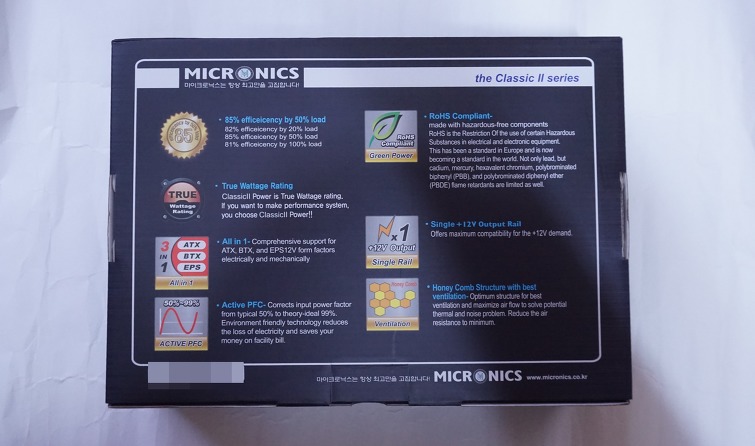 MICRONICS
마이크로닉스는 항상 최고만을 고집합니다!
the Classic II series
85
85% efficeicency by 50% load
82% efficeicency by 20% load
85% efficeicency by 50% load
81% efficeicency by 100% load
TRUE
Wattage
Rating
True Wattage Rating
ClassicII Power is True Wattage rating,
If you want to make performance system,
you choose ClassicII Power!!
3
IN
1
ATX
BTX
EPS
All in 1
All in 1- Comprehensive support for
ATX, BTX, and EPS12V form factors
electrically and mechanically
50%~99%
ACTIVE PFC
Active PFC- Corrects input power factor
from typical 50% to theory-ideal 99%.
Environment friendly technology reduces
the loss of electricity and saves your
money on facility bill.
RoHS
Compliant
Green Power
RoHS Compliant-
made with hazardous-free components
RoHS is the Restriction Of the use of certain Hazardous
Substances in electrical and electronic equipment.
This has been a standard in Europe and is now
becoming a standard in the world. Not only lead, but
cadium, mercury, hexavalent chromium, polybrominated
biphenyl (PBB), and polybrominated diphenyl ether
(PBDE) flame retardants are limited as well.
x1
+12V Output
Single Rail
Single +12V Output Rail
Offers maximum compatibility for the +12V demand.
Honey Comb
Ventilation
Honey Comb Structure with best
ventilation- Optimum structure for best
ventilation and maximize air flow to solve potential
thermal and noise problem. Reduce the air
resistance to minimum.
마이크로닉스는 항상 최고만을 고집합니다! MICRONICS www.micronics.co.kr